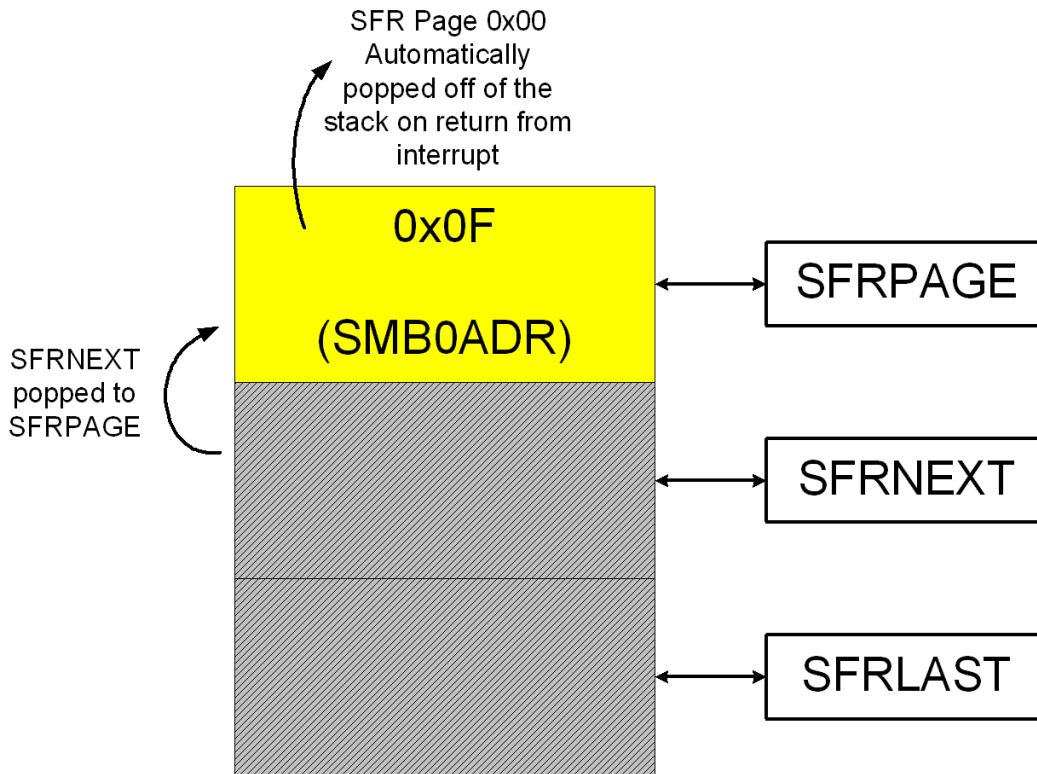 SFR Page 0x00
Automatically
popped off of the
stack on return from
interrupt
0x0F
(SMB0ADR)
SFRPAGE
SFRNEXT
popped to
SFRPAGE
SFRNEXT
SFRLAST